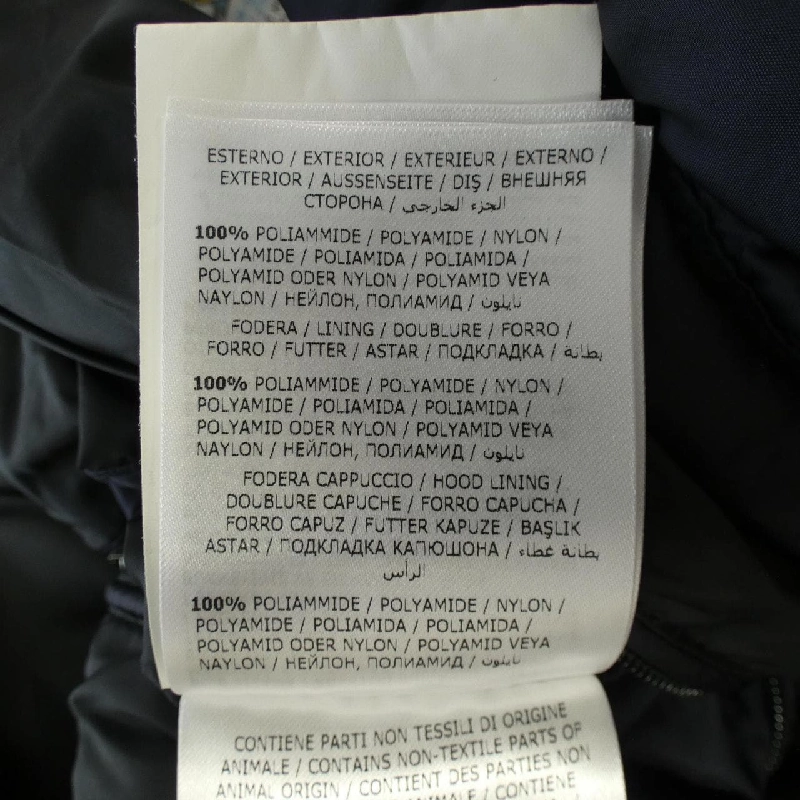 ESTERNO / EXTERIOR / EXTERIEUR / EXTERNO /
EXTERIOR / AUSSENSEITE / DIŞ / ВНЕШНЯЯ
СТОРОНА / الجزء الخارجي
100% POLIAMMIDE / POLYAMIDE / NYLON /
POLYAMIDE / POLIAMIDA / POLIAMIDA /
POLYAMID ODER NYLON / POLYAMID VEYA
NAYLON / НЕЙЛОН, ПОЛИАМИД / نايلون
FODERA / LINING / DOUBLURE / FORRO /
FORRO / FUTTER / ASTAR / ПОДКЛАДКА / بطانة
100% POLIAMMIDE / POLYAMIDE / NYLON /
POLYAMIDE / POLIAMIDA / POLIAMIDA /
POLYAMID ODER NYLON / POLYAMID VEYA
NAYLON / НЕЙЛОН, ПОЛИАМИД / نايلون
FODERA CAPPUCCIO / HOOD LINING /
DOUBLURE CAPUCHE / FORRO CAPUCHA /
FORRO CAPUZ / FUTTER KAPUZE / BAŞLIK
ASTAR / ПОДКЛАДКА КАПЮШОНА / بطانة غطاء
الرأس
100% POLIAMMIDE / POLYAMIDE / NYLON /
POLYAMIDE / POLIAMIDA / POLIAMIDA /
POLYAMID ODER NYLON / POLYAMID VEYA
NAYLON / НЕЙЛОН, ПОЛИАМИД / نايلون
CONTIENE PARTI NON TESSILI DI ORIGINE
ANIMALE / CONTAINS NON-TEXTILE PARTS OF
ANIMAL ORIGIN / CONTIENT DES PARTIES NON
ANIMALE / CONTIENE